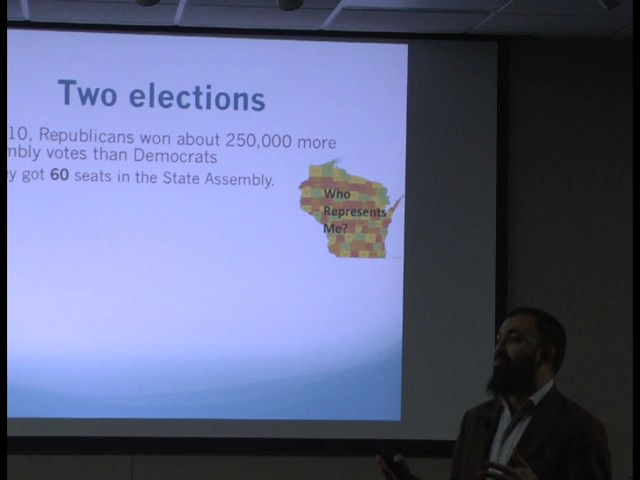 Two elections
10, Republicans won about 250,000 more
mbly votes than Democrats
y got 60 seats in the State Assembly.
Who
Represents
Me?